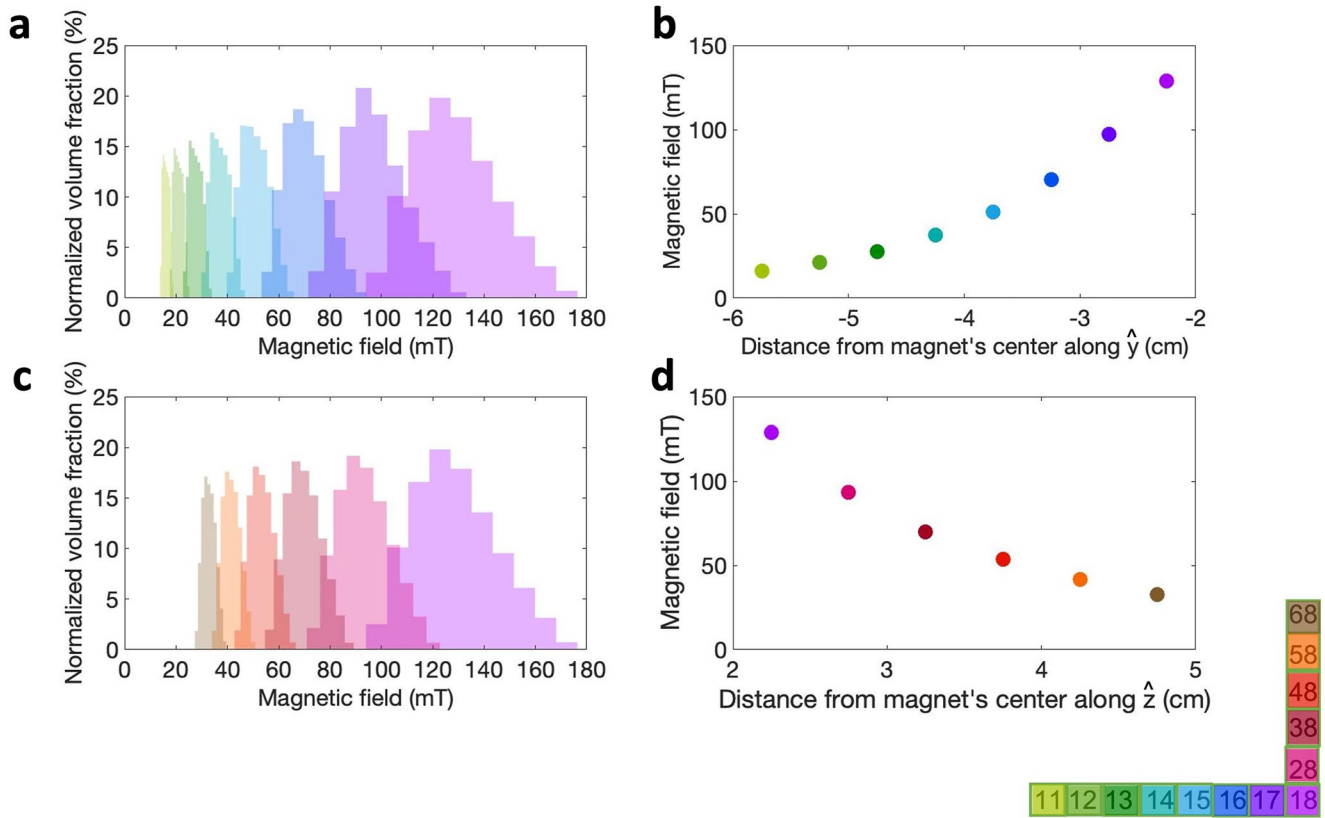 a
Normalized volume fraction (%)
25
20
15
10
5
0
0 20 40 60 80 100 120 140 160 180
Magnetic field (mT)
b
Magnetic field (mT)
150
100
50
0
-6 -5 -4 -3 -2
Distance from magnet's center along ŷ (cm)
c
Normalized volume fraction (%)
25
20
15
10
5
0
0 20 40 60 80 100 120 140 160 180
Magnetic field (mT)
d
Magnetic field (mT)
150
100
50
0
2 3 4 5
Distance from magnet's center along ẑ (cm)
68
58
48
38
28
11 12 13 14 15 16 17 18